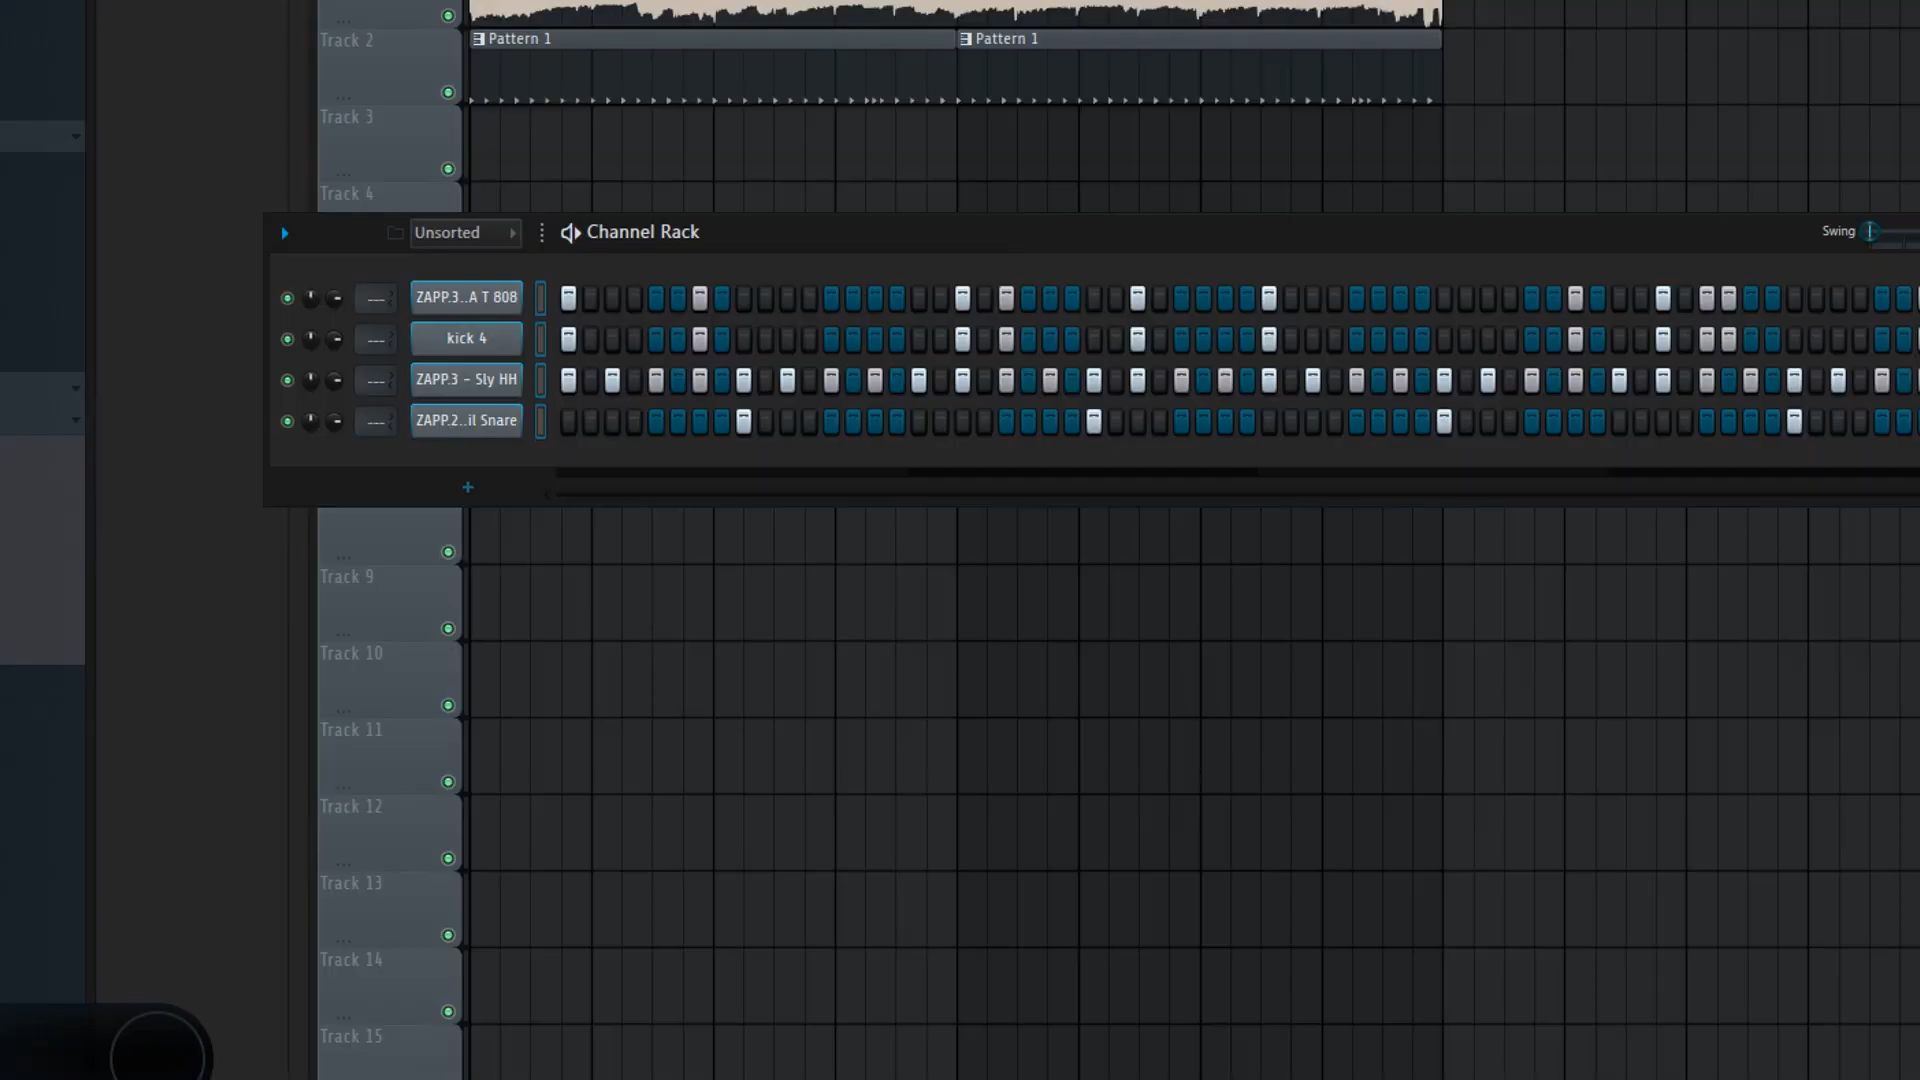 Track 2
Pattern 1
Pattern 1
Track 3
Track 4
Unsorted
Channel Rack
Swing
ZAPP.3..A T 808
kick 4
ZAPP.3 – Sly HH
ZAPP.2..il Snare
Track 9
Track 10
Track 11
Track 12
Track 13
Track 14
Track 15